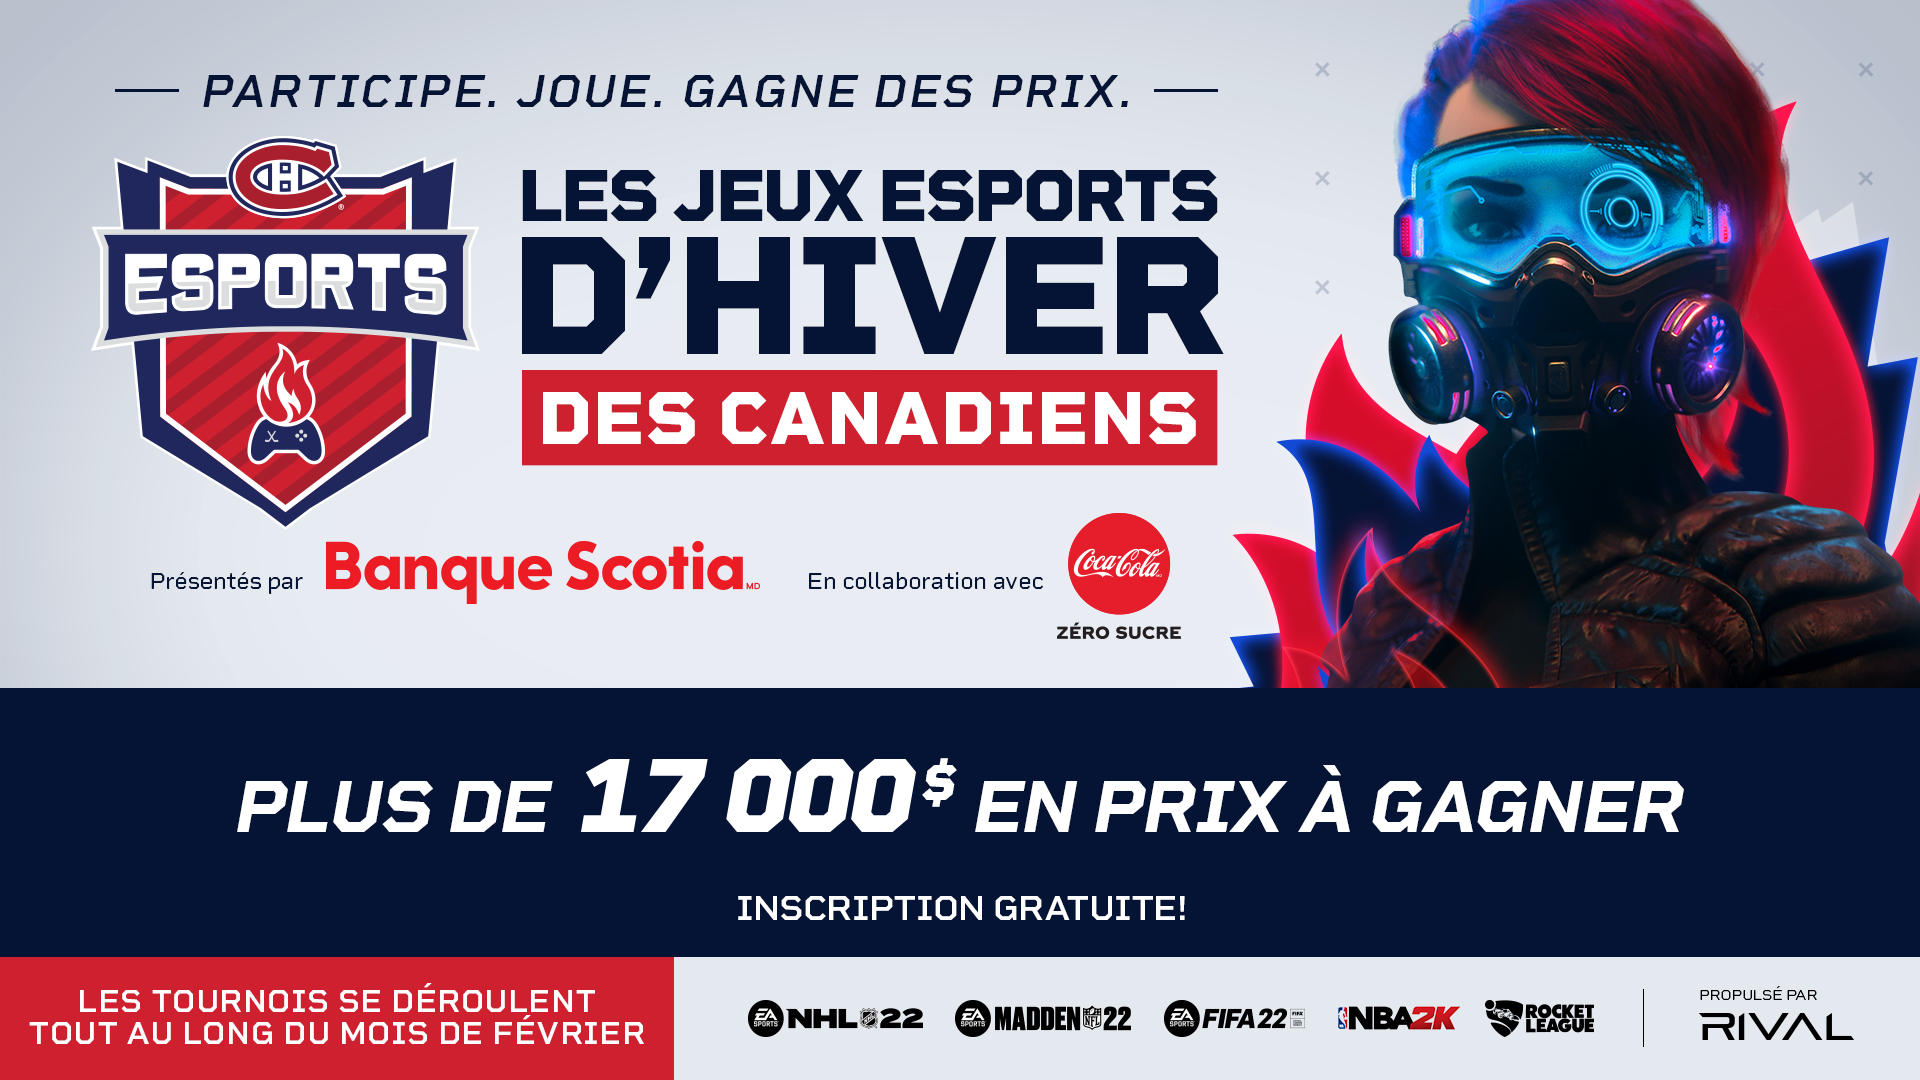 PARTICIPE. JOUE. GAGNE DES PRIX.
ESPORTS
LES JEUX ESPORTS
D'HIVER
DES CANADIENS
Présentés par Banque Scotia MD
En collaboration avec Coca-Cola
ZÉRO SUCRE
PLUS DE 17 000$ EN PRIX À GAGNER
INSCRIPTION GRATUITE!
LES TOURNOIS SE DÉROULENT
TOUT AU LONG DU MOIS DE FÉVRIER
EA SPORTS NHL NHL 22
EA SPORTS MADDEN NFL 22
EA SPORTS FIFA 22 FIFA
NBA2K
ROCKET
LEAGUE
PROPULSÉ PAR
RIVAL